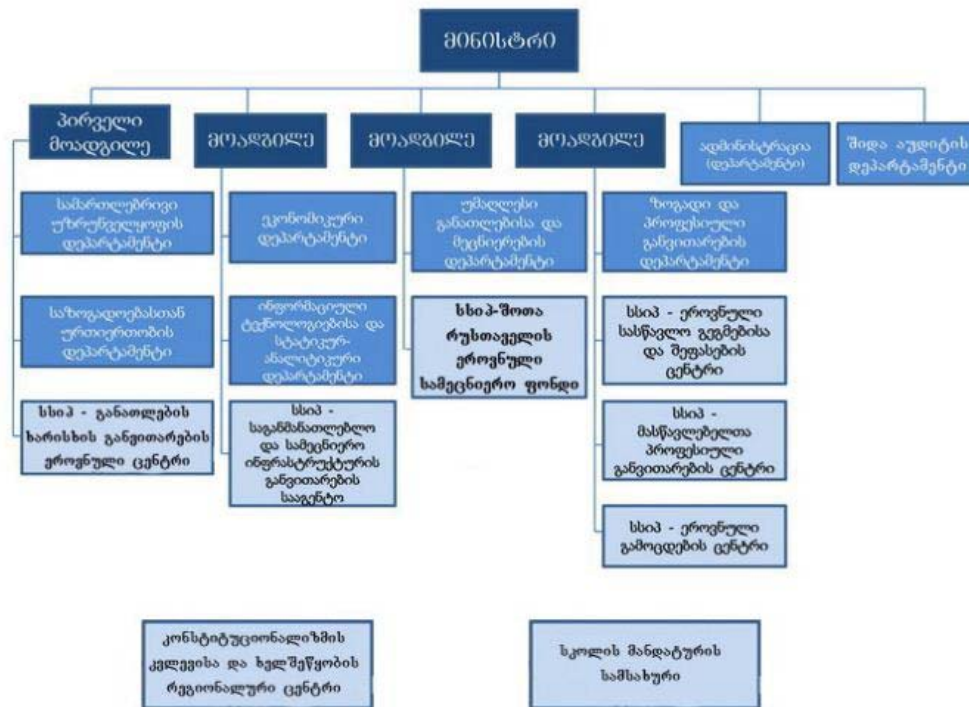 მინისტრი
პირველი
მოადგილე
მოადგილე
მოადგილე
მოადგილე
ადმინისტრაცია
(დეპარტამენტი)
შიდა აუდიტის
დეპარტამენტი
სამართლებრივი
უზრუნველყოფის
დეპარტამენტი
საზოგადოებასთან
ურთიერთობის
დეპარტამენტი
სსიპ - განათლების
ხარისხის განვითარების
ეროვნული ცენტრი
ეკონომიკური
დეპარტამენტი
ინფორმაციული
ტექნოლოგიებისა და
სტატიკურ-
ანალიტიკური
დეპარტამენტი
სსიპ -
საგანმანათლებლო
და სამეცნიერო
ინფრასტრუქტურის
განვითარების
სააგენტო
უმაღლესი
განათლებისა და
მეცნიერების
დეპარტამენტი
სსიპ-შოთა
რუსთაველის
ეროვნული
სამეცნიერო ფონდი
ზოგადი და
პროფესიული
განვითარების
დეპარტამენტი
სსიპ - ეროვნული
სასწავლო გეგმებისა
და შეფასების
ცენტრი
სსიპ -
მასწავლებელთა
პროფესიული
განვითარების ცენტრი
სსიპ - ეროვნული
გამოცდების ცენტრი
კონსტიტუციონალიზმის
კვლევისა და ხელშეწყობის
რეგიონალური ცენტრი
სკოლის მანდატურის
სამსახური